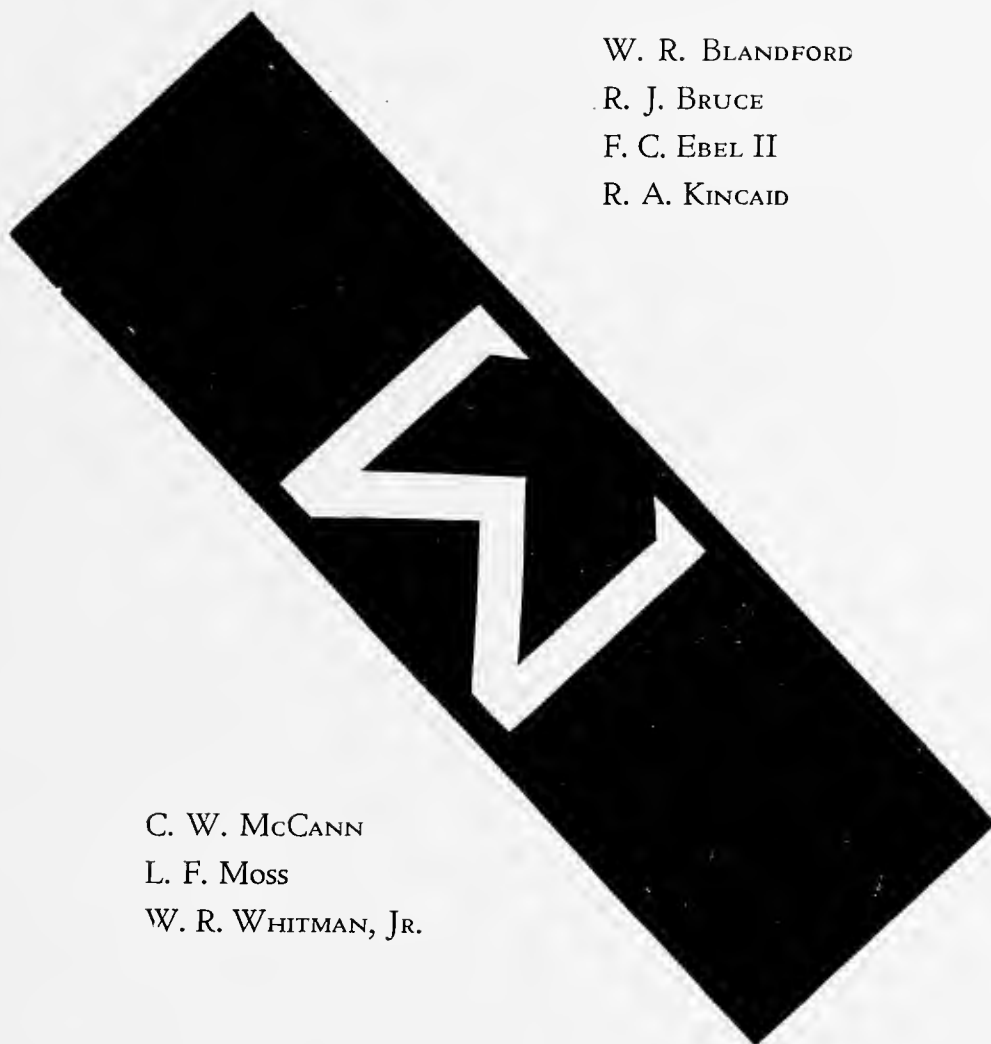 W. R. BLANDFORD
R. J. BRUCE
F. C. EBEL II
R. A. KINCAID
Σ
C. W. MCCANN
L. F. Moss
W. R. WHITMAN, JR.